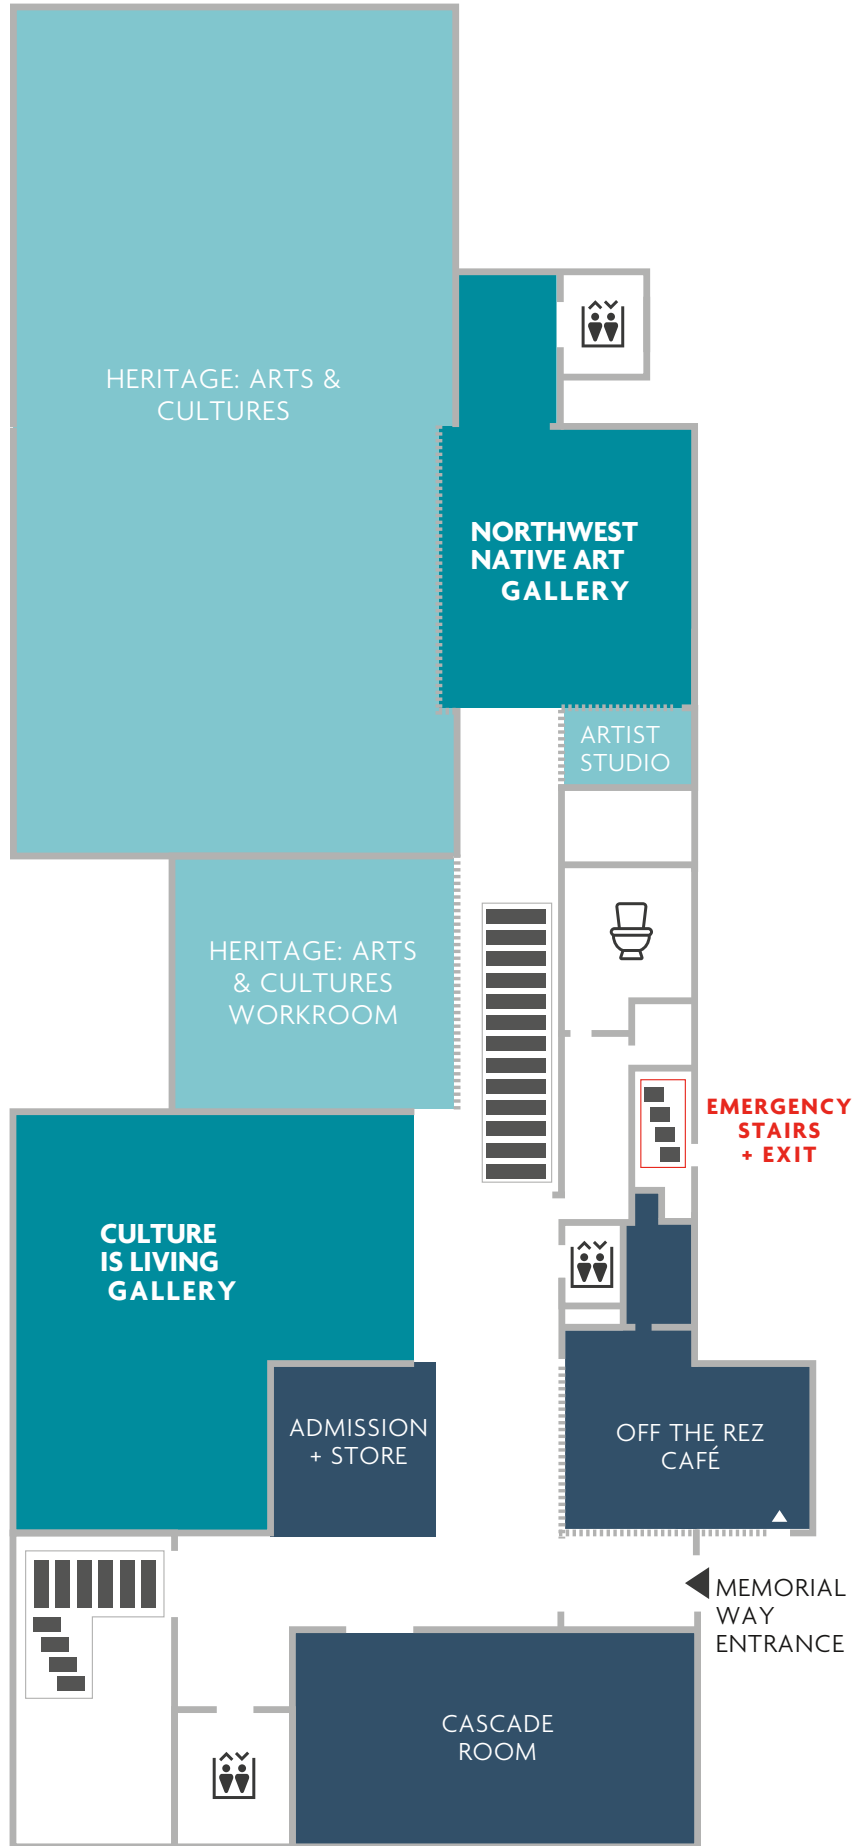 HERITAGE: ARTS &
CULTURES
NORTHWEST
NATIVE ART
GALLERY
ARTIST
STUDIO
HERITAGE: ARTS
& CULTURES
WORKROOM
EMERGENCY
STAIRS
+ EXIT
CULTURE
IS LIVING
GALLERY
ADMISSION
+ STORE
OFF THE REZ
CAFÉ
MEMORIAL
WAY
ENTRANCE
CASCADE
ROOM